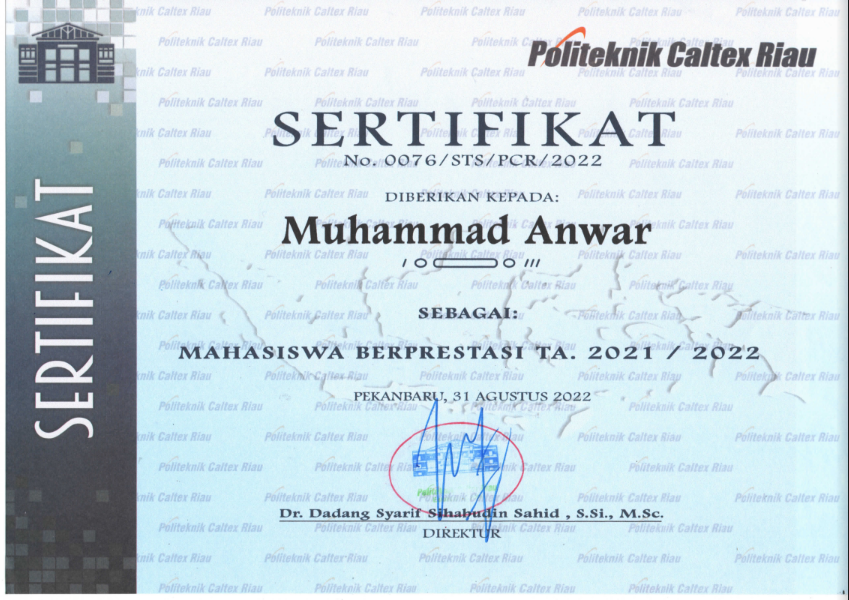 Politeknik Caltex Riau
SERTIFIKAT
No. 0076/STS/PCR/2022
DIBERIKAN KEPADA:
Muhammad Anwar
SEBAGAI:
MAHASISWA BERPRESTASI TA. 2021 / 2022
PEKANBARU, 31 AGUSTUS 2022
Dr. Dadang Syarif Sihabudin Sahid , S.Si., M.Sc.
DIREKTUR
SERTIFIKAT